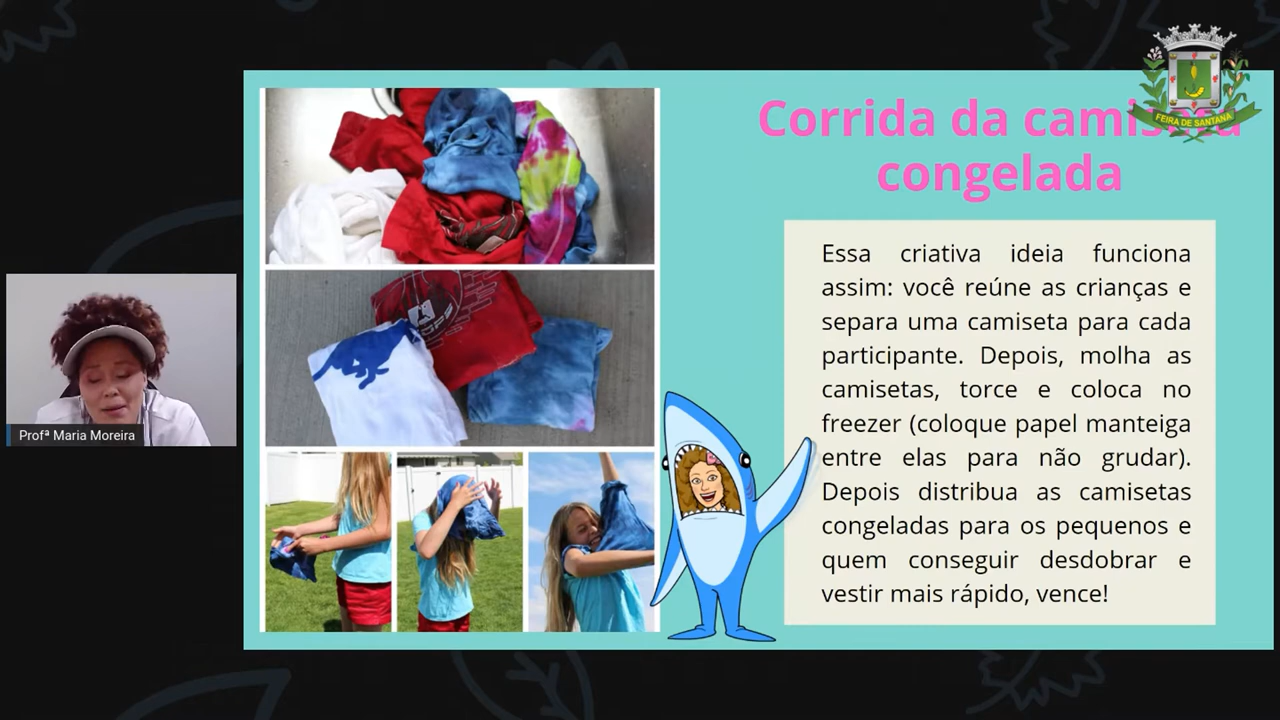 Corrida da camiseta
congelada
FEIRA DE SANTANA
Essa criativa ideia funciona
assim: você reúne as crianças e
separa uma camiseta para cada
participante. Depois, molha as
camisetas, torce e coloca no
freezer (coloque papel manteiga
entre elas para não grudar).
Depois distribua as camisetas
congeladas para os pequenos e
quem conseguir desdobrar e
vestir mais rápido, vence!
Profª Maria Moreira